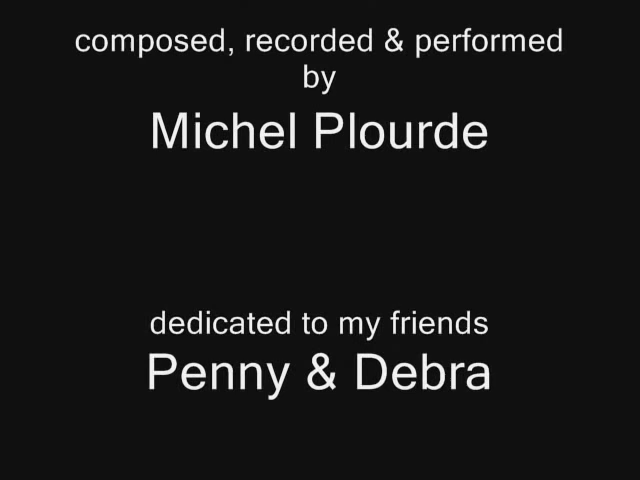 composed, recorded & performed
by
Michel Plourde
dedicated to my friends
Penny & Debra